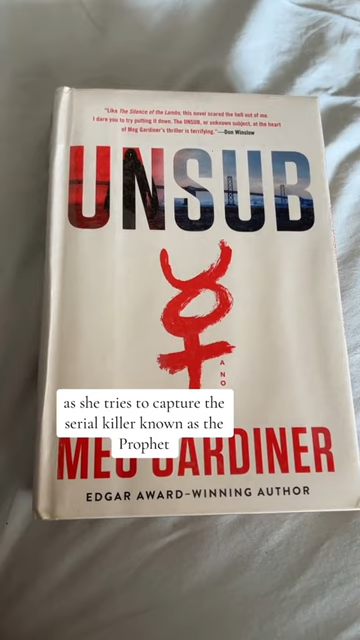 "Like The Silence of the Lambs, this novel scared the hell out of me.
I dare you to try putting it down. The UNSUB, or unknown subject, at the heart
of Meg Gardiner's thriller is terrifying." —Don Winslow
UNSUB
A NO
as she tries to capture the
serial killer known as the
Prophet
MEG GARDINER
EDGAR AWARD–WINNING AUTHOR